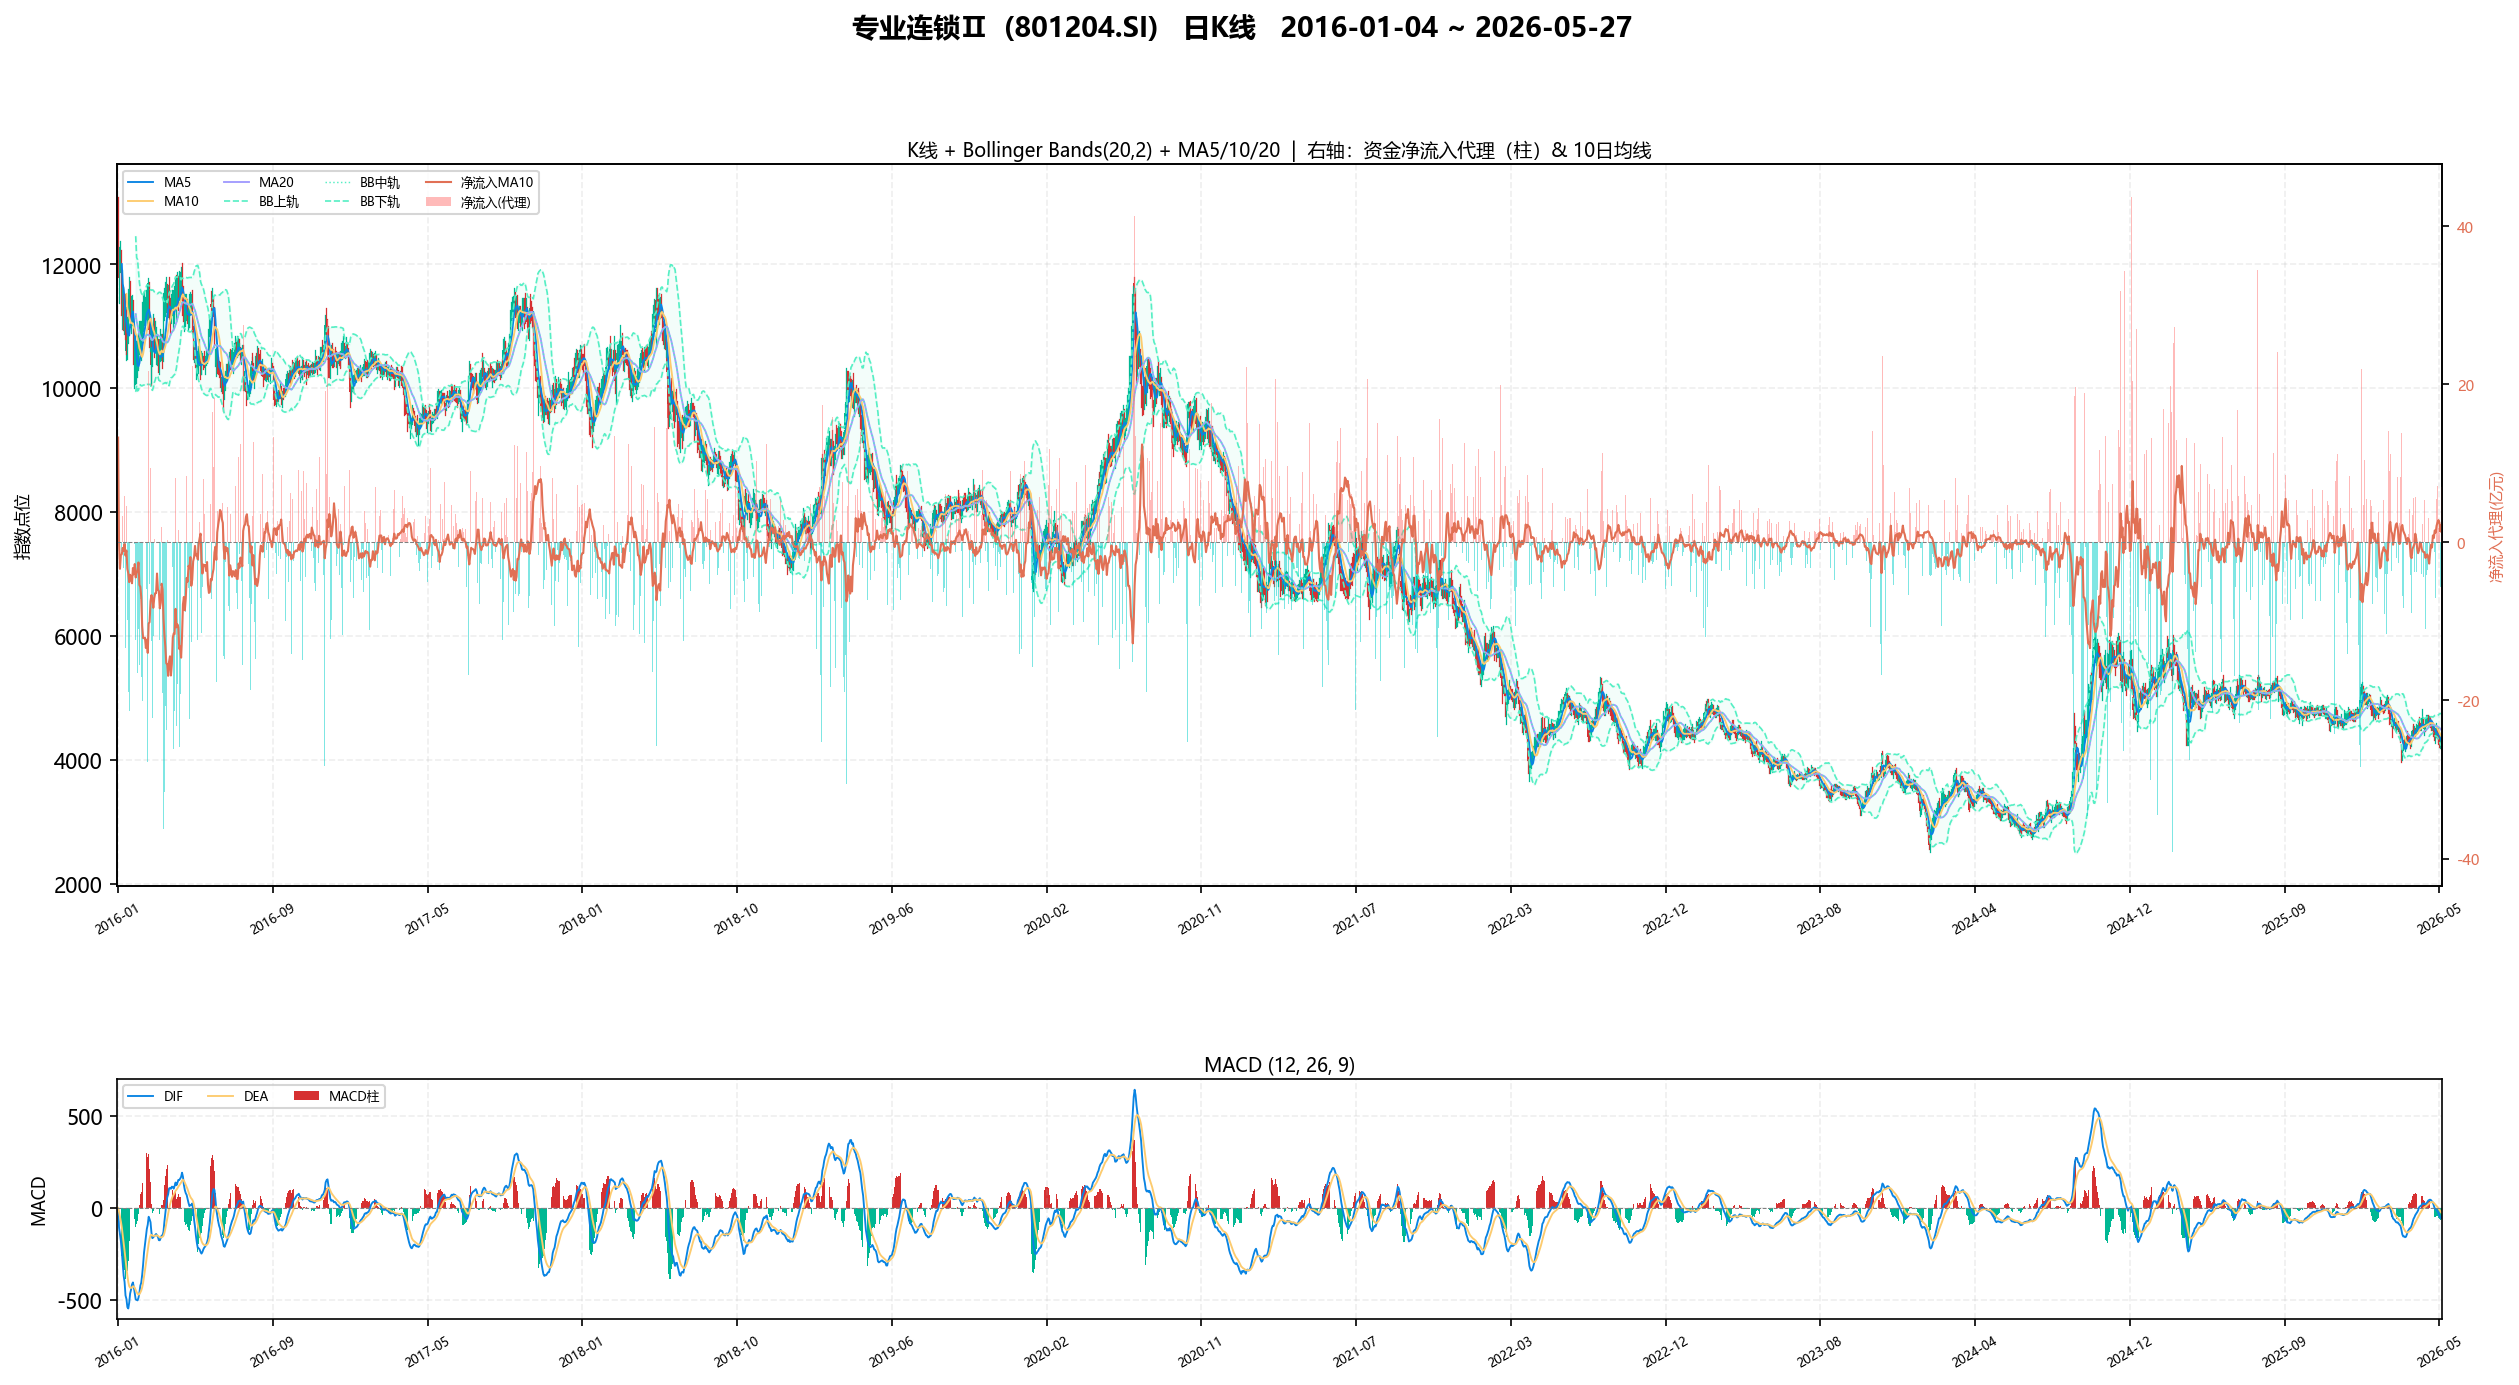 专业连锁Ⅱ (801204.SI) 日K线 2016-01-04 ~ 2026-05-27
K线 + Bollinger Bands(20,2) + MA5/10/20 | 右轴：资金净流入代理（柱）& 10日均线
MA5 MA20 BB中轨 净流入MA10
MA10 BB上轨 BB下轨 净流入(代理)
指数点位
12000
10000
8000
6000
4000
2000
40
20
0
-20
-40
净流入代理(亿元)
2016-01 2016-09 2017-05 2018-01 2018-10 2019-06 2020-02 2020-11 2021-07 2022-03 2022-12 2023-08 2024-04 2024-12 2025-09 2026-05
MACD (12, 26, 9)
DIF DEA MACD柱
MACD
500
0
-500
2016-01 2016-09 2017-05 2018-01 2018-10 2019-06 2020-02 2020-11 2021-07 2022-03 2022-12 2023-08 2024-04 2024-12 2025-09 2026-05